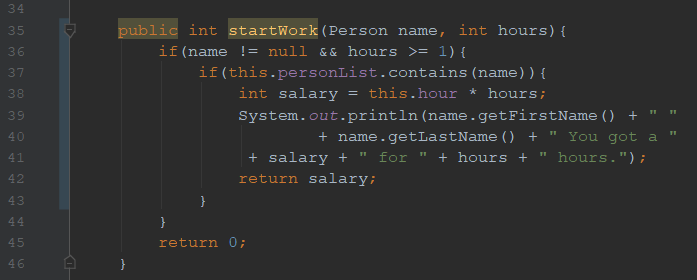 34
35 public int startWork(Person name, int hours){
36 if(name != null && hours >= 1){
37 if(this.personList.contains(name)){
38 int salary = this.hour * hours;
39 System.out.println(name.getFirstName() + " "
40 + name.getLastName() + " You got a "
41 + salary + " for " + hours + " hours.");
42 return salary;
43 }
44 }
45 return 0;
46 }